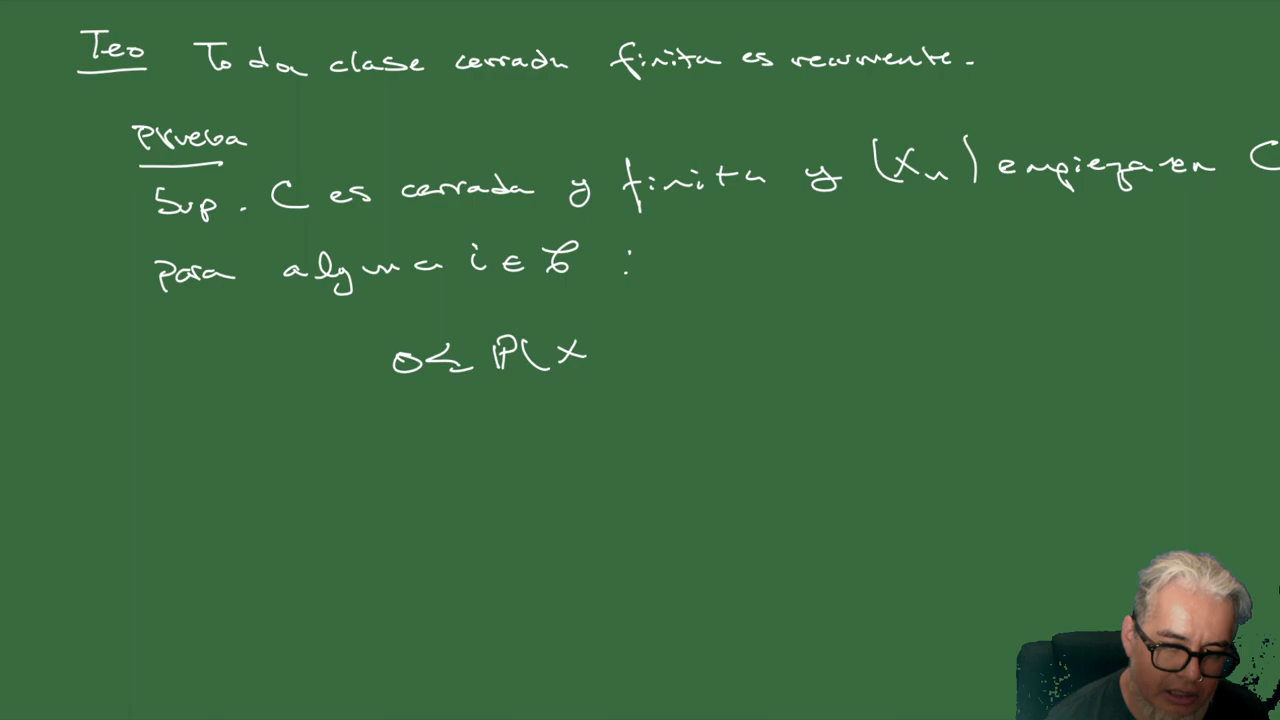 Teo Toda clase cerrada finita es recurrente.
Prueba
Sup. C es cerrada y finita y (Xn) empieza en C
para alguna i ∈ C :
0 < P( X